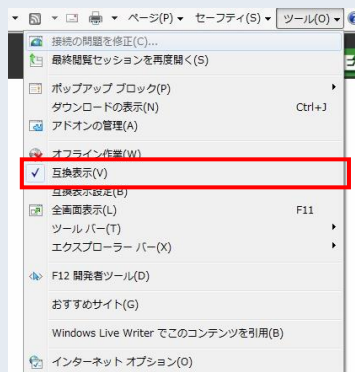 ページ(P) セーフティ(S) ツール(O)
接続の問題を修正(C)...
最終閲覧セッションを再度開く(S)
ポップアップ ブロック(P)
ダウンロードの表示(N) Ctrl+J
アドオンの管理(A)
オフライン作業(W)
互換表示(V)
互換表示設定(B)
全画面表示(L) F11
ツール バー(T)
エクスプローラー バー(X)
F12 開発者ツール(D)
おすすめサイト(G)
Windows Live Writer でこのコンテンツを引用(B)
インターネット オプション(O)